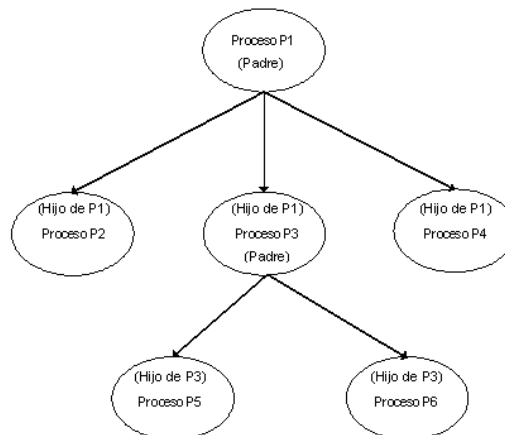 Proceso P1
(Padre)
(Hijo de P1)
Proceso P2
(Hijo de P1)
Proceso P3
(Padre)
(Hijo de P1)
Proceso P4
(Hijo de P3)
Proceso P5
(Hijo de P3)
Proceso P6